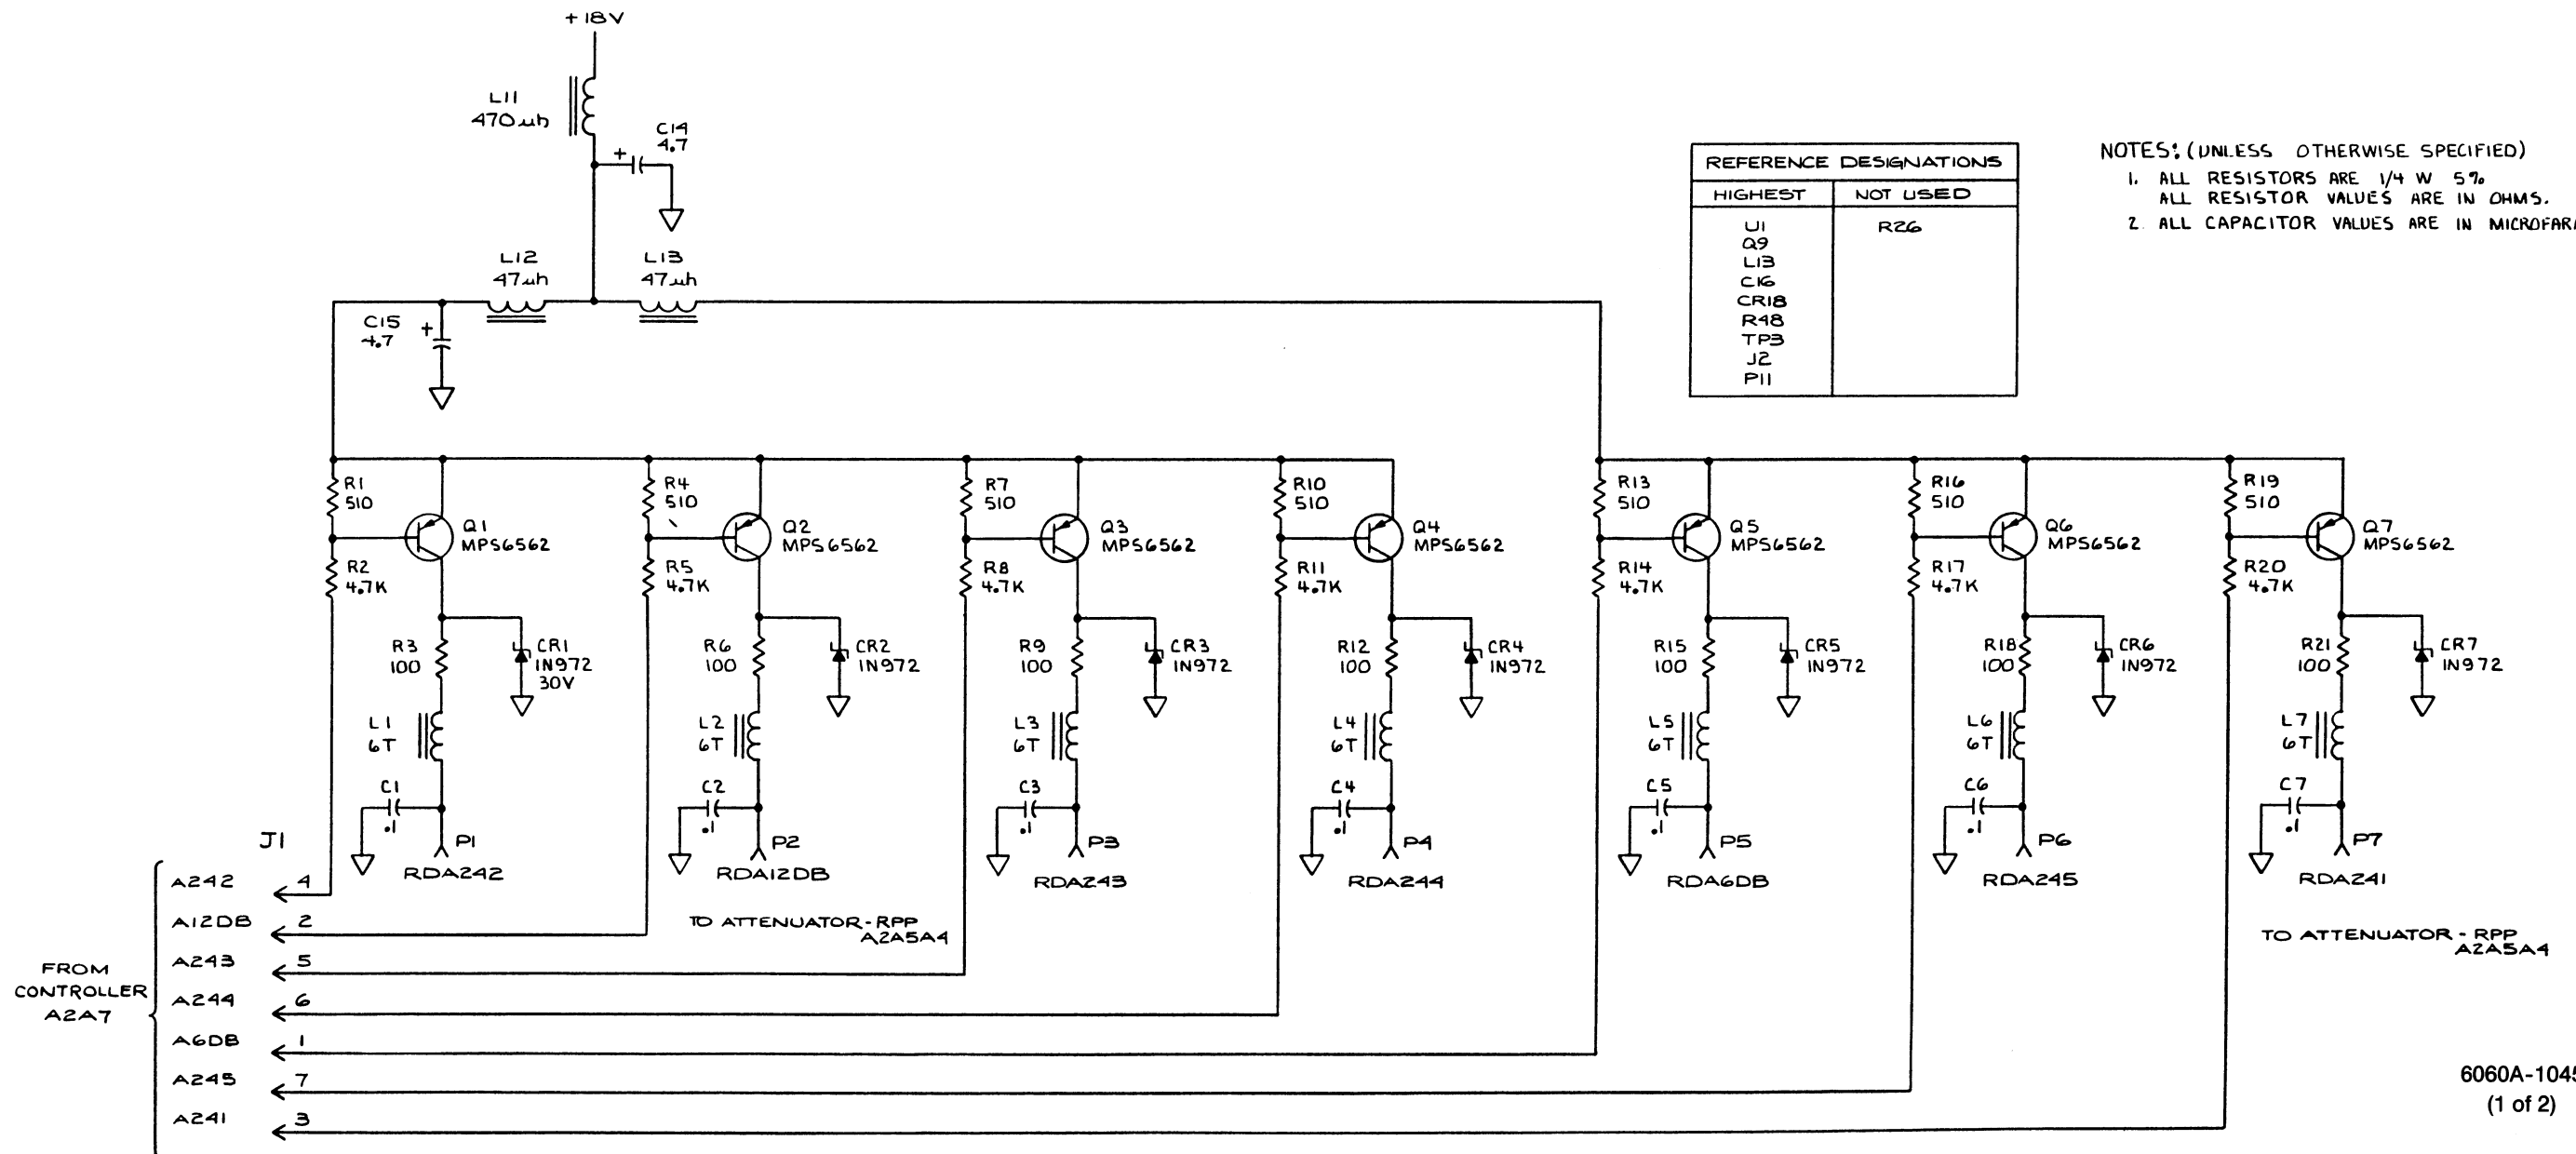 +18V
L11
470µh
C14
4.7
+
L12
47µh
L13
47µh
C15
4.7
+
REFERENCE DESIGNATIONS
HIGHEST NOT USED
U1 R26
Q9
L13
C16
CR18
R48
TP3
J2
P11
NOTES: (UNLESS OTHERWISE SPECIFIED)
1. ALL RESISTORS ARE 1/4 W 5%
ALL RESISTOR VALUES ARE IN OHMS.
2. ALL CAPACITOR VALUES ARE IN
R1
510
Q1
MPS6562
R2
4.7K
R3
100
CR1
1N972
30V
L1
6T
C1
.1
P1
RDA242
R4
510
Q2
MPS6562
R5
4.7K
R6
100
CR2
1N972
L2
6T
C2
.1
P2
RDA12DB
R7
510
Q3
MPS6562
R8
4.7K
R9
100
CR3
1N972
L3
6T
C3
.1
P3
RDA243
R10
510
Q4
MPS6562
R11
4.7K
R12
100
CR4
1N972
L4
6T
C4
.1
P4
RDA244
R13
510
Q5
MPS6562
R14
4.7K
R15
100
CR5
1N972
L5
6T
C5
.1
P5
RDA6DB
R16
510
Q6
MPS6562
R17
4.7K
R18
100
CR6
1N972
L6
6T
C6
.1
P6
RDA245
R19
510
Q7
MPS6562
R20
4.7K
R21
100
CR7
1N972
L7
6T
C7
.1
P7
RDA241
TO ATTENUATOR-RPP
A2A5A4
TO ATTENUATOR - RPP
A2A5A4
J1
A242 4
A12DB 2
A243 5
A244 6
A6DB 1
A245 7
A241 3
FROM
CONTROLLER
A2A7
6060A-1045
(1 of 2)